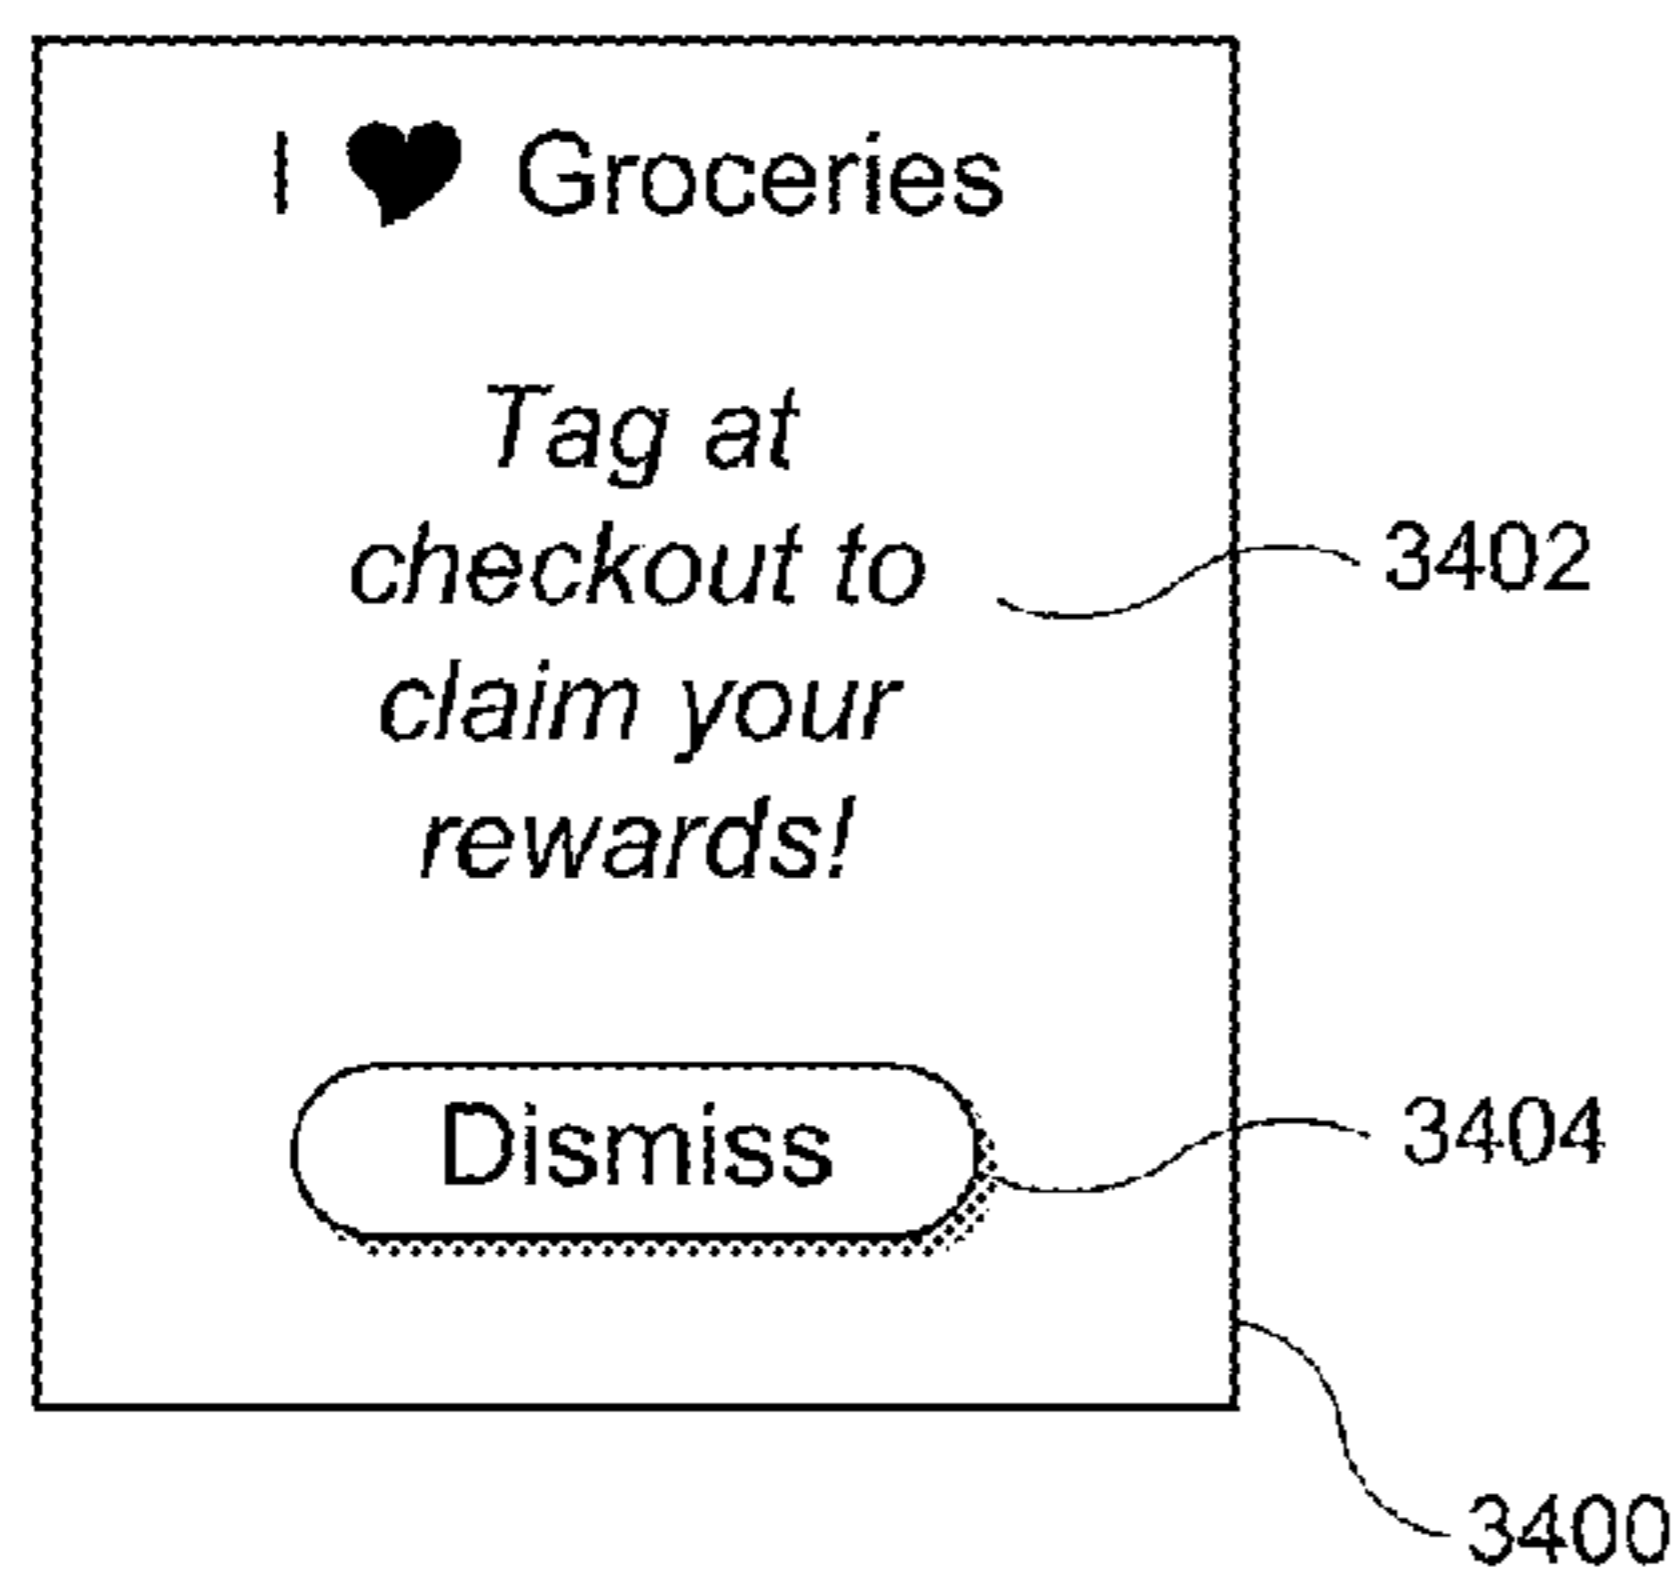 I ♥ Groceries
Tag at
checkout to
claim your
rewards!
Dismiss
3402
3404
3400